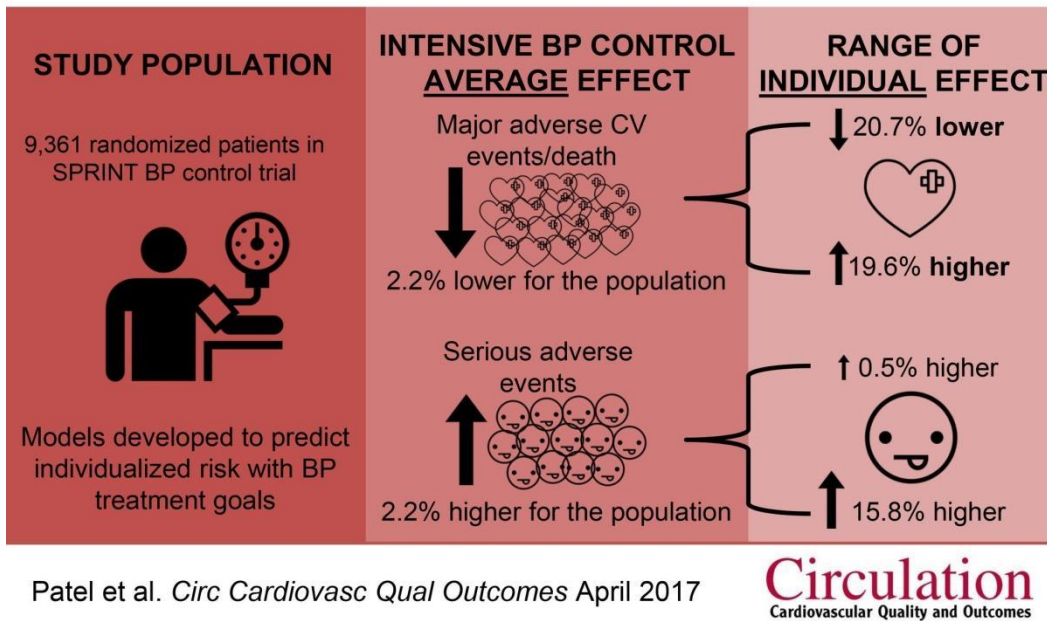 STUDY POPULATION
9,361 randomized patients in
SPRINT BP control trial
Models developed to predict
individualized risk with BP
treatment goals
INTENSIVE BP CONTROL
AVERAGE EFFECT
Major adverse CV
events/death
2.2% lower for the population
Serious adverse
events
2.2% higher for the population
RANGE OF
INDIVIDUAL EFFECT
20.7% lower
19.6% higher
0.5% higher
15.8% higher
Patel et al. Circ Cardiovasc Qual Outcomes April 2017
Circulation
Cardiovascular Quality and Outcomes